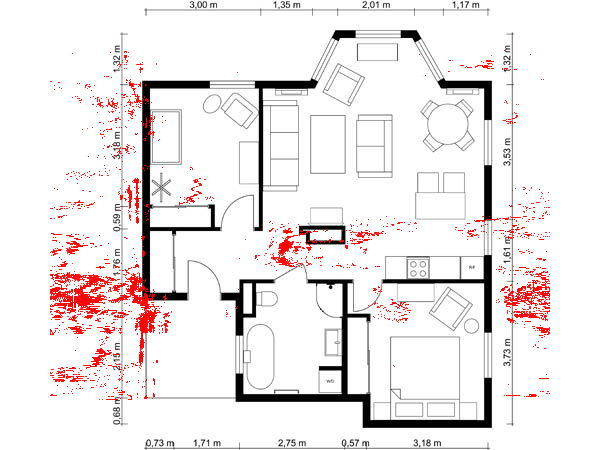 3,00 m 1,35 m 2,01 m 1,17 m
1,32 m 1,32 m
3,18 m 3,53 m
0,59 m
1,76 m 1,61 m
R/F
3,73 m
2,15 m
WD
0,68 m
0,73 m 1,71 m 2,75 m 0,57 m 3,18 m